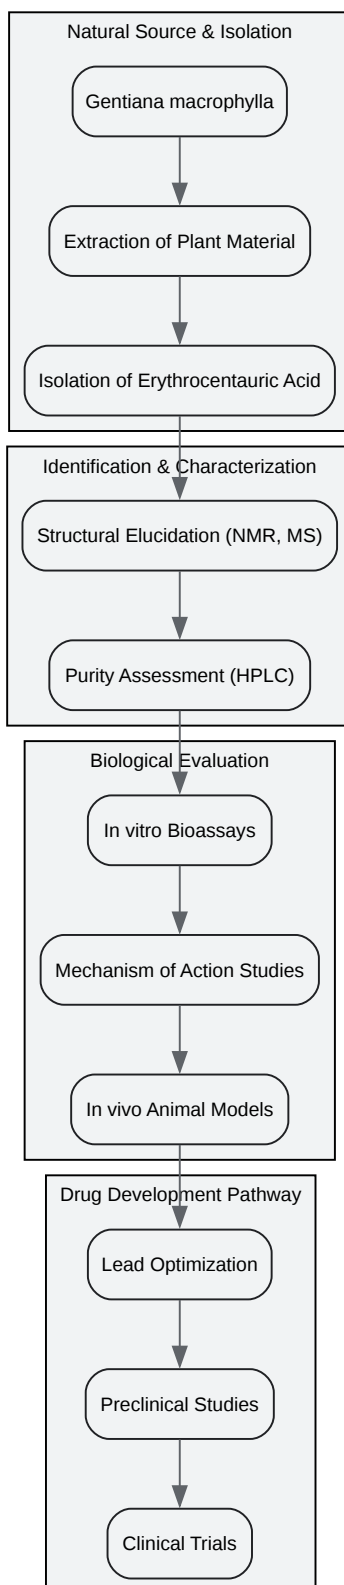 Natural Source & Isolation
Gentiana macrophylla
Extraction of Plant Material
Isolation of Erythrocentauric Acid
Identification & Characterization
Structural Elucidation (NMR, MS)
Purity Assessment (HPLC)
Biological Evaluation
In vitro Bioassays
Mechanism of Action Studies
In vivo Animal Models
Drug Development Pathway
Lead Optimization
Preclinical Studies
Clinical Trials